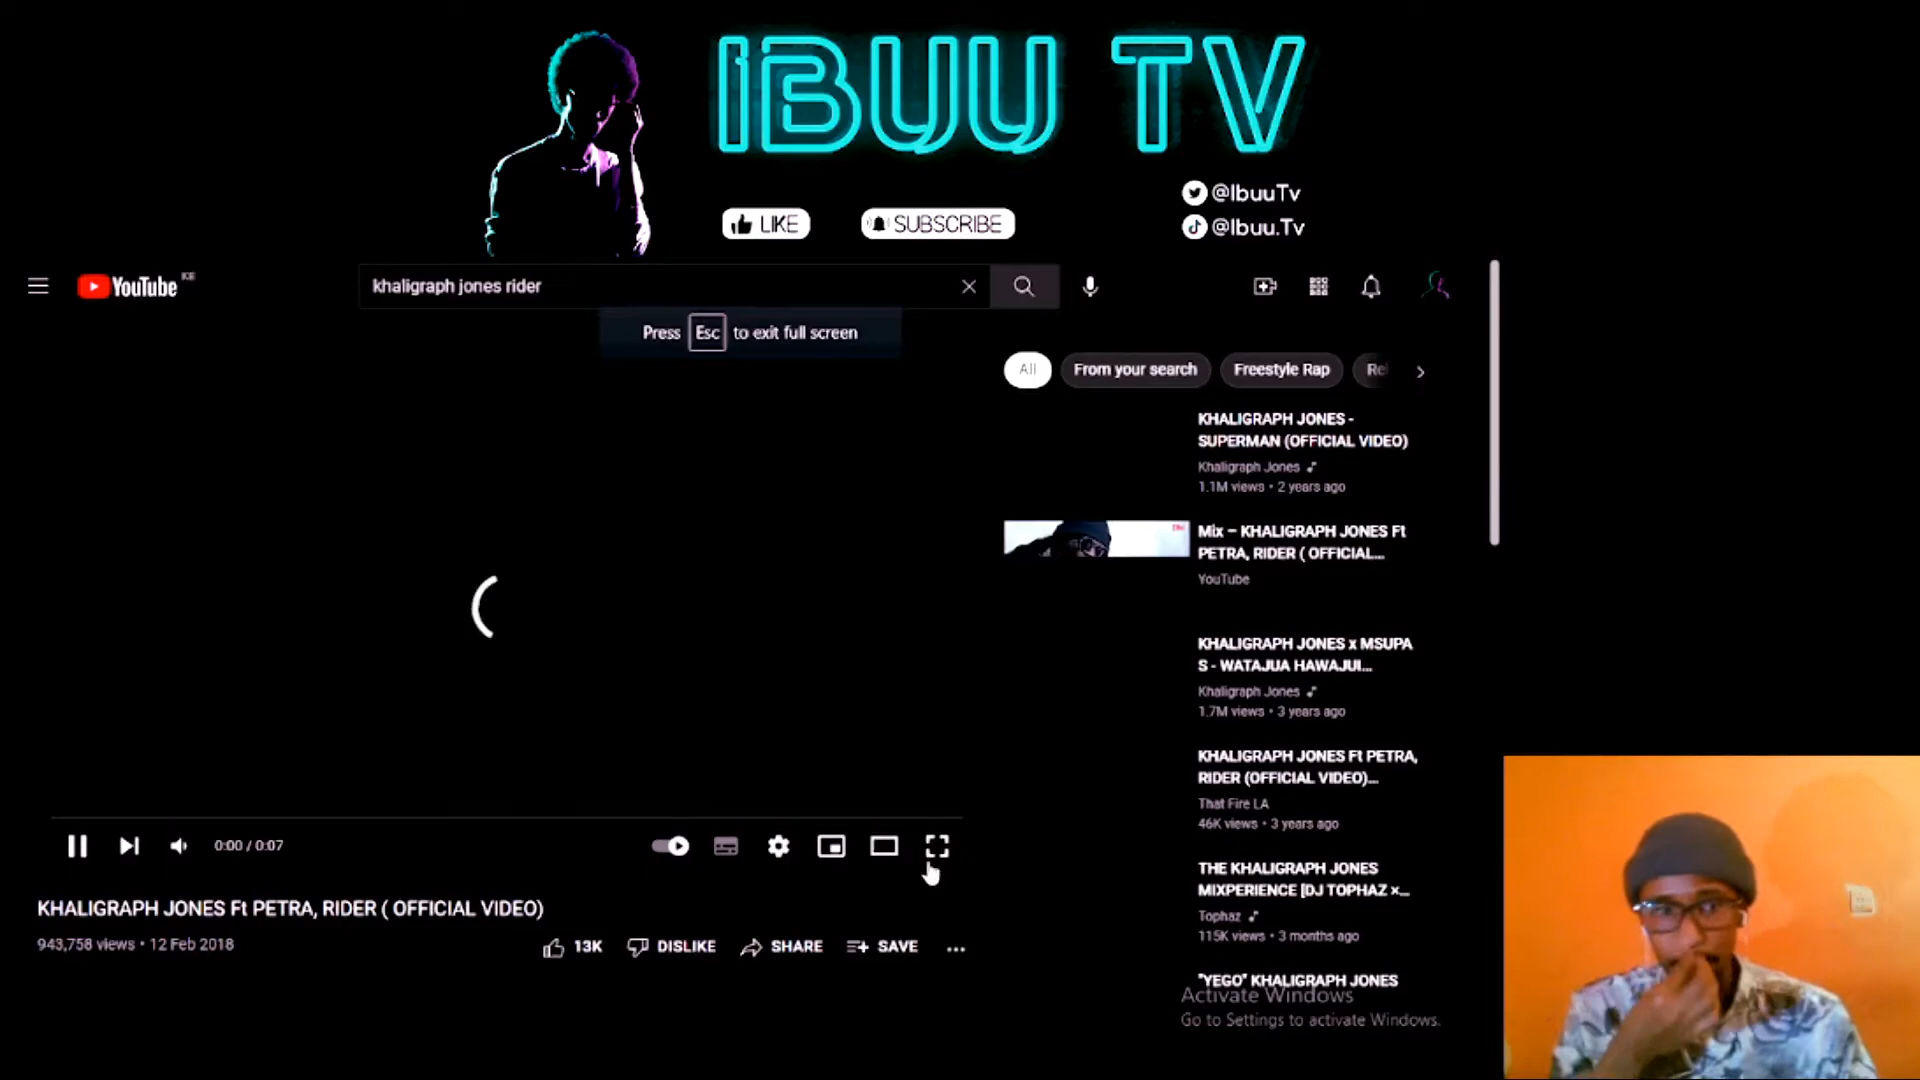 IBUU TV
@IbuuTv
LIKE
SUBSCRIBE
@Ibuu.Tv
YouTube KE
khaligraph jones rider
Press Esc to exit full screen
All
From your search
Freestyle Rap
Rel
KHALIGRAPH JONES -
SUPERMAN (OFFICIAL VIDEO)
Khaligraph Jones
1.1M views • 2 years ago
Mix – KHALIGRAPH JONES Ft
PETRA, RIDER ( OFFICIAL...
YouTube
KHALIGRAPH JONES x MSUPA
S - WATAJUA HAWAJUI...
Khaligraph Jones
1.7M views • 3 years ago
KHALIGRAPH JONES Ft PETRA,
RIDER (OFFICIAL VIDEO)...
That Fire LA
46K views • 3 years ago
THE KHALIGRAPH JONES
MIXPERIENCE [DJ TOPHAZ ×...
Tophaz
115K views • 3 months ago
"YEGO" KHALIGRAPH JONES
0:00 / 0:07
KHALIGRAPH JONES Ft PETRA, RIDER ( OFFICIAL VIDEO)
943,758 views • 12 Feb 2018
13K
DISLIKE
SHARE
SAVE
Activate Windows
Go to Settings to activate Windows.